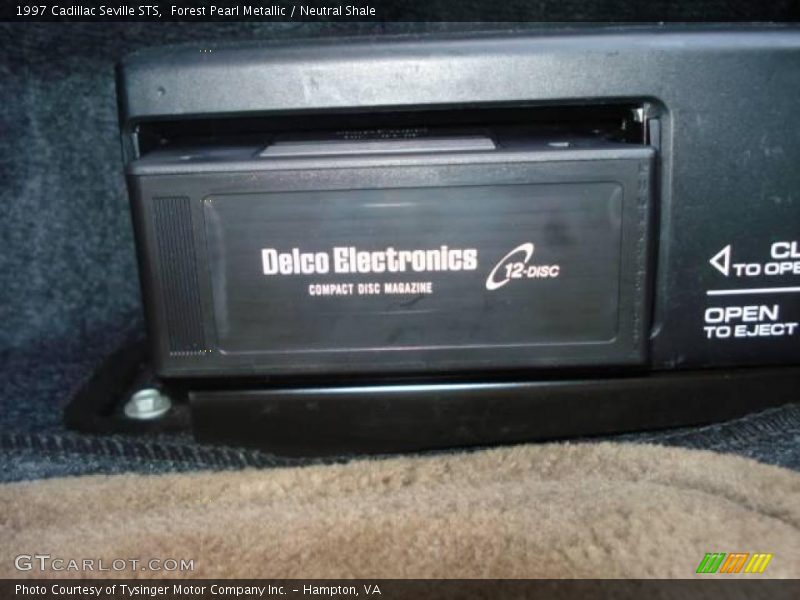 1997 Cadillac Seville STS,  Forest Pearl Metallic / Neutral Shale
Delco Electronics
COMPACT DISC MAGAZINE
12-DISC
TO OPE
OPEN
TO EJECT
GTCARLOT.COM
Photo Courtesy of Tysinger Motor Company Inc. – Hampton, VA